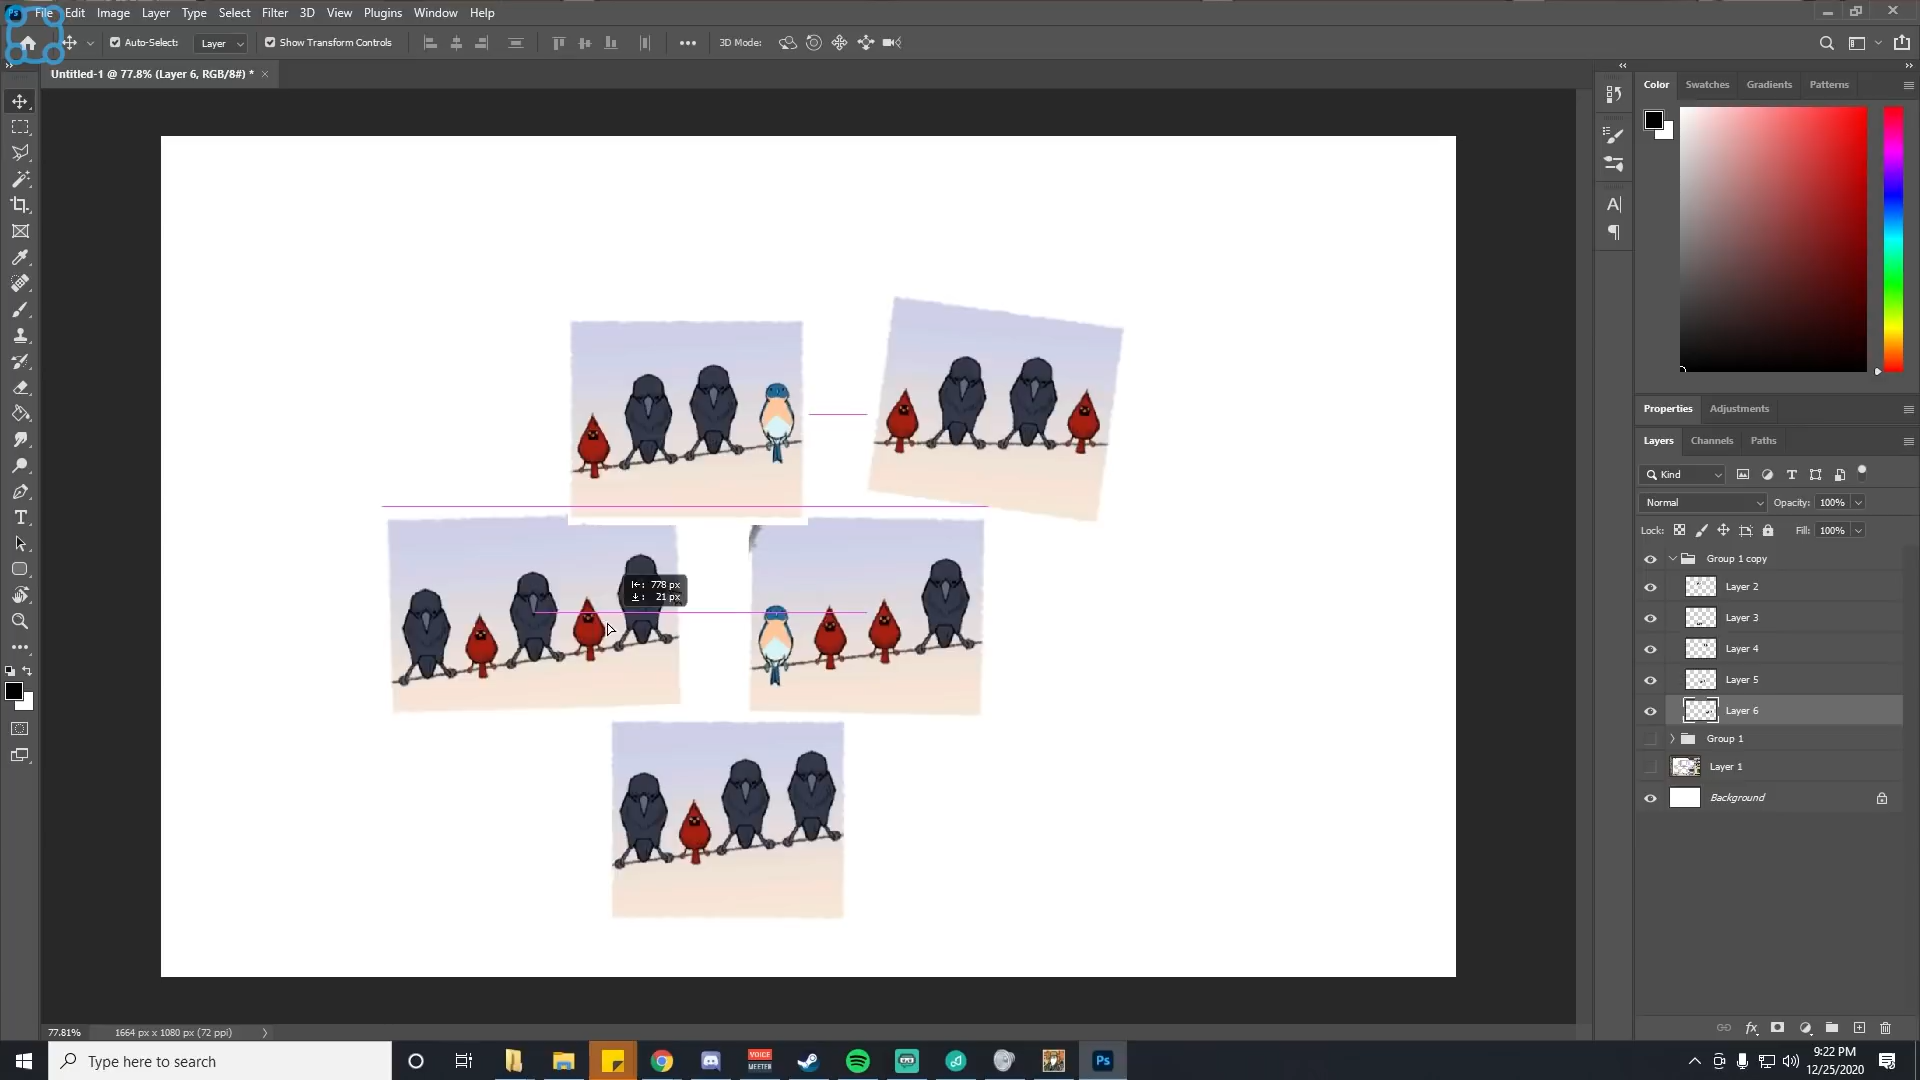 Ps File Edit Image Layer Type Select Filter 3D View Plugins Window Help
Auto-Select: Layer Show Transform Controls 3D Mode:
Untitled-1 @ 77.8% (Layer 6, RGB/8#) *
Color Swatches Gradients Patterns
Properties Adjustments
Layers Channels Paths
Kind
Normal Opacity: 100%
Lock: Fill: 100%
Group 1 copy
Layer 2
Layer 3
Layer 4
Layer 5
Layer 6
Group 1
Layer 1
Background
778 px
21 px
77.81% 1664 px x 1080 px (72 ppi)
Type here to search
VOICE
MEETER
Ps
9:22 PM
12/25/2020